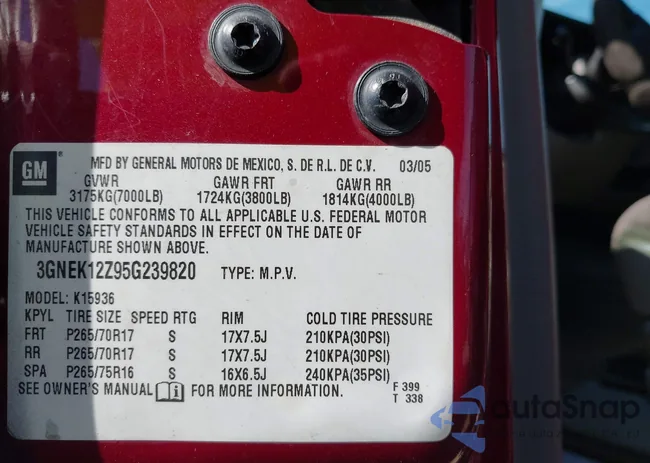 GM
MFD BY GENERAL MOTORS DE MEXICO, S. DE R.L. DE C.V. 03/05
GVWR GAWR FRT GAWR RR
3175KG(7000LB) 1724KG(3800LB) 1814KG(4000LB)
THIS VEHICLE CONFORMS TO ALL APPLICABLE U.S. FEDERAL MOTOR
VEHICLE SAFETY STANDARDS IN EFFECT ON THE DATE OF
MANUFACTURE SHOWN ABOVE.
3GNEK12Z95G239820 TYPE: M.P.V.
MODEL: K15936
KPYL TIRE SIZE SPEED RTG RIM COLD TIRE PRESSURE
FRT P265/70R17 S 17X7.5J 210KPA(30PSI)
RR P265/70R17 S 17X7.5J 210KPA(30PSI)
SPA P265/75R16 S 16X6.5J 240KPA(35PSI)
SEE OWNER'S MANUAL i FOR MORE INFORMATION. F 399
T 338
AutaSnap